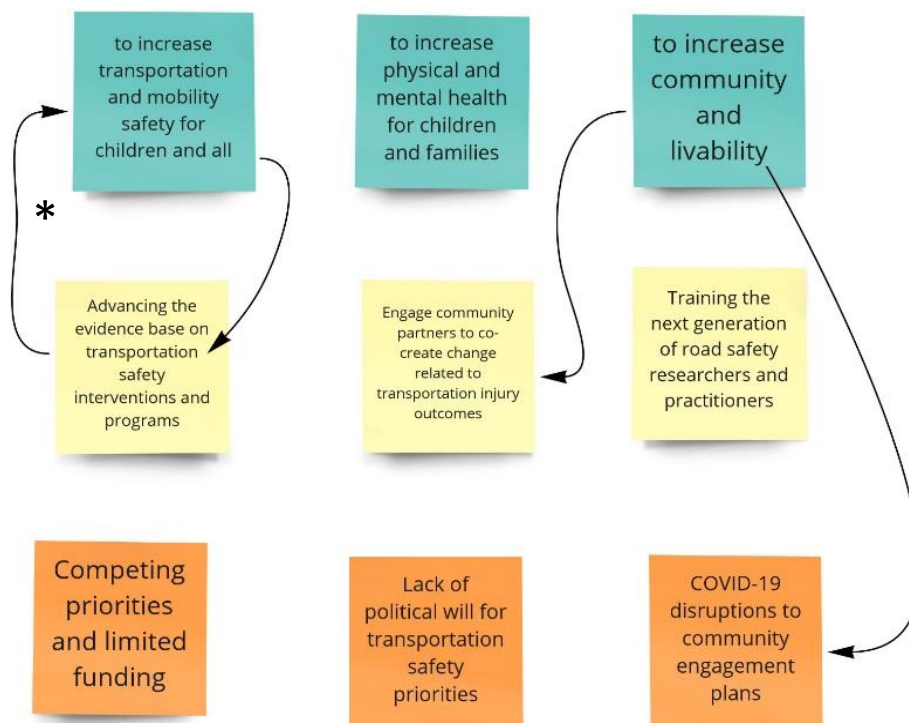 to increase
transportation
and mobility
safety for
children and all
to increase
physical and
mental health
for children
and families
to increase
community
and
livability
*
Advancing the
evidence base on
transportation
safety
interventions and
programs
Engage community
partners to co-
create change
related to
transportation injury
outcomes
Training the
next generation
of road safety
researchers and
practitioners
Competing
priorities
and limited
funding
Lack of
political will for
transportation
safety
priorities
COVID-19
disruptions to
community
engagement
plans